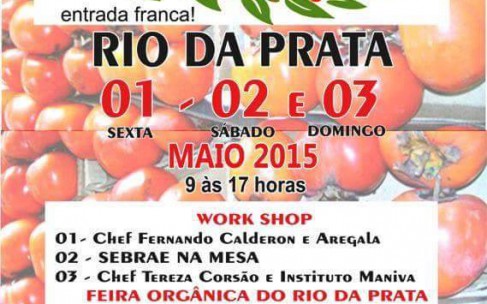 entrada franca!
RIO DA PRATA
01 - 02 E 03
SEXTA SÁBADO DOMINGO
MAIO 2015
9 às 17 horas
WORK SHOP
01- Chef Fernando Calderon e Aregala
02 - SEBRAE NA MESA
03 - Chef Tereza Corsão e Instituto Maniva
FEIRA ORGÂNICA DO RIO DA PRATA